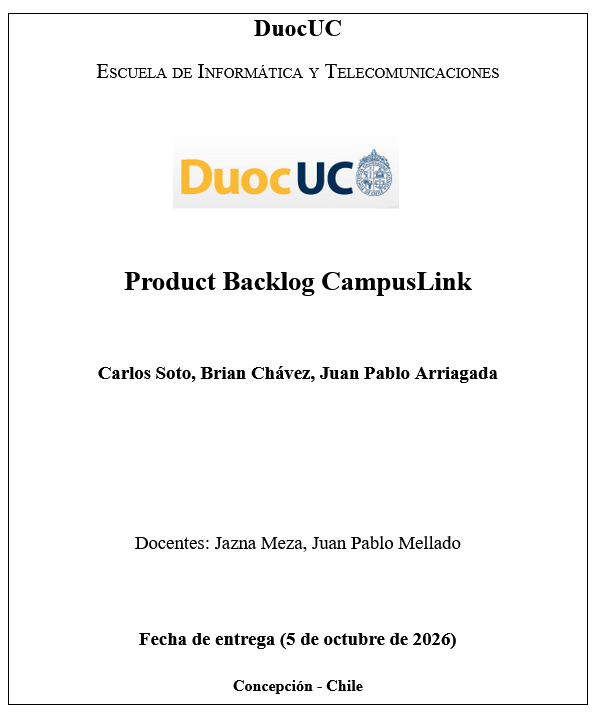 DuocUC
ESCUELA DE INFORMÁTICA Y TELECOMUNICACIONES
DuocUC
Product Backlog CampusLink
Carlos Soto, Brian Chávez, Juan Pablo Arriagada
Docentes: Jazna Meza, Juan Pablo Mellado
Fecha de entrega (5 de octubre de 2026)
Concepción - Chile